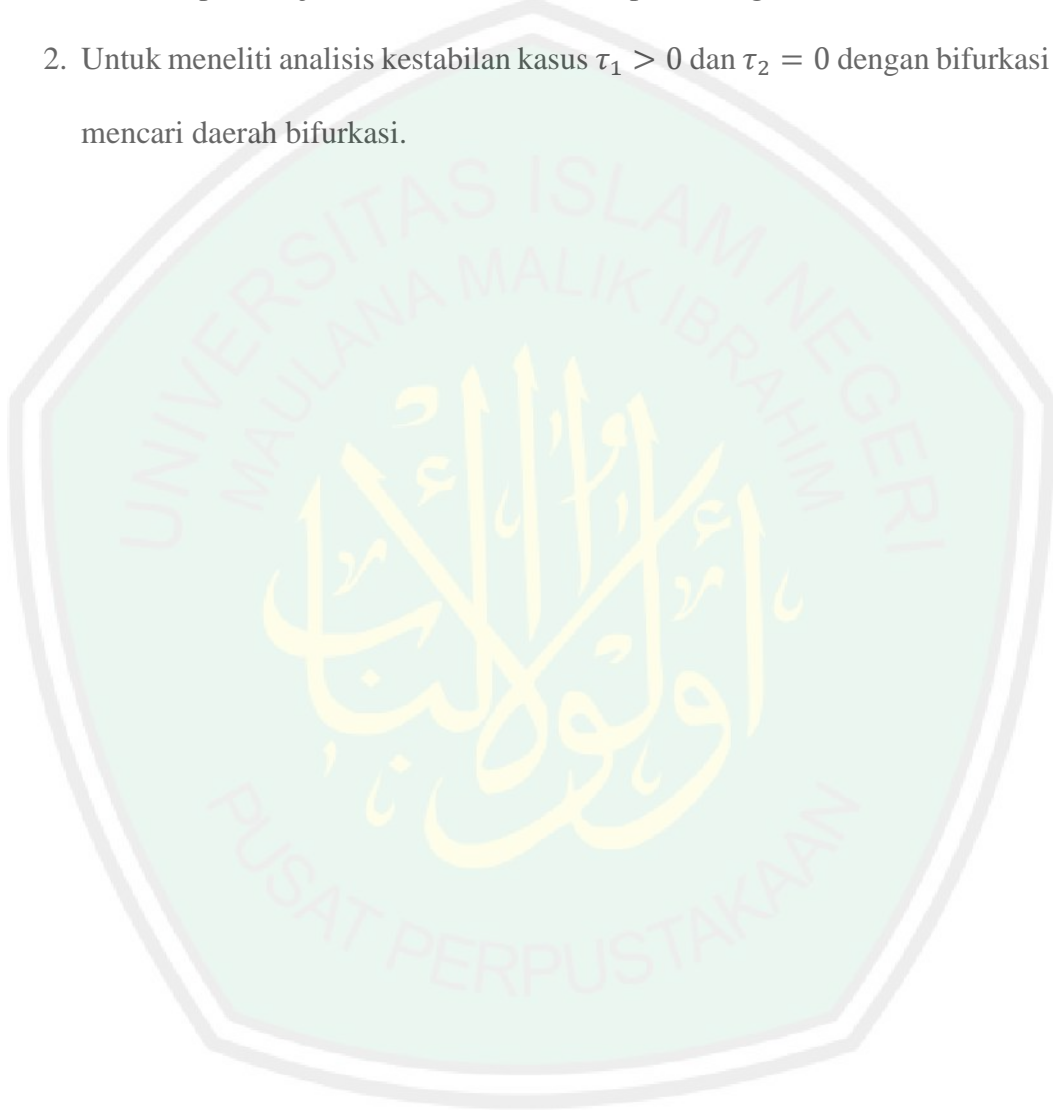 2. Untuk meneliti analisis kestabilan kasus τ₁ > 0 dan τ₂ = 0 dengan bifurkasi
mencari daerah bifurkasi.
UNIVERSITAS ISLAM NEGERI
MAULANA MALIK IBRAHIM
PUSAT PERPUSTAKAAN